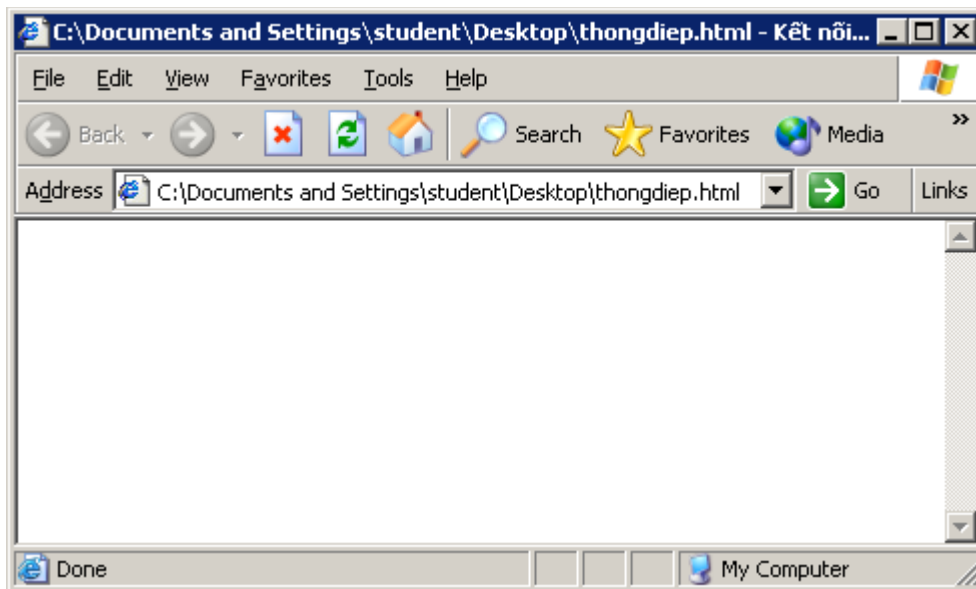 C:\Documents and Settings\student\Desktop\thongdiep.html - Kết nối...
File Edit View Favorites Tools Help
Back Search Favorites Media »
Address C:\Documents and Settings\student\Desktop\thongdiep.html Go Links
Done My Computer